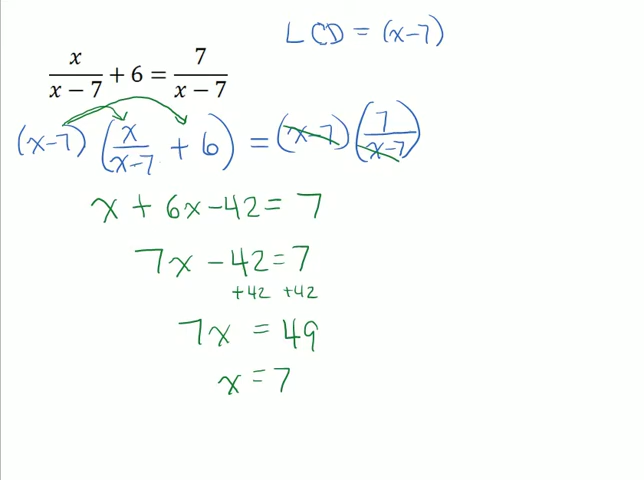 LCD = (x-7)
x/(x − 7) + 6 = 7/(x − 7)
(x-7) (x/(x-7) + 6) = (x-7) (7/(x-7))
x + 6x - 42 = 7
7x - 42 = 7
+42 +42
7x = 49
x = 7